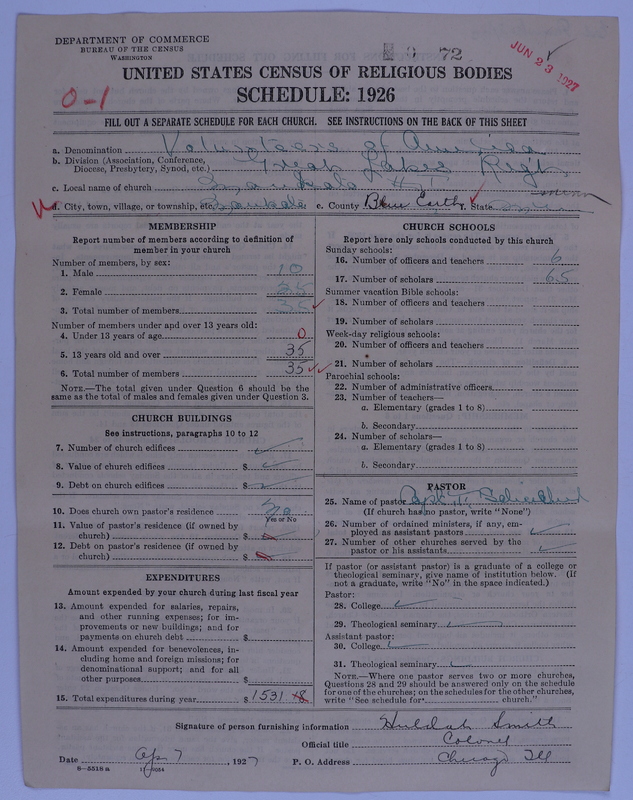 DEPARTMENT OF COMMERCE
BUREAU OF THE CENSUS
WASHINGTON
72
JUN 23 1927
UNITED STATES CENSUS OF RELIGIOUS BODIES
SCHEDULE: 1926
0-1
FILL OUT A SEPARATE SCHEDULE FOR EACH CHURCH. SEE INSTRUCTIONS ON THE BACK OF THIS SHEET
a. Denomination Volunteers of America
b. Division (Association, Conference, Diocese, Presbytery, Synod, etc.) Great Lakes
c. Local name of church
d. City, town, village, or township, etc. e. County Blue Earth f. State
MEMBERSHIP
Report number of members according to definition of
member in your church
Number of members, by sex:
1. Male 10
2. Female 25
3. Total number of members 35
Number of members under and over 13 years old:
4. Under 13 years of age 0
5. 13 years old and over 35
6. Total number of members 35
NOTE.—The total given under Question 6 should be the
same as the total of males and females given under Question 3.
CHURCH BUILDINGS
See instructions, paragraphs 10 to 12
7. Number of church edifices
8. Value of church edifices $
9. Debt on church edifices $
10. Does church own pastor's residence No
Yes or No
11. Value of pastor's residence (if owned by
church) $
12. Debt on pastor's residence (if owned by
church) $
EXPENDITURES
Amount expended by your church during last fiscal year
13. Amount expended for salaries, repairs,
and other running expenses; for im-
provements or new buildings; and for
payments on church debt $
14. Amount expended for benevolences, in-
cluding home and foreign missions; for
denominational support; and for all
other purposes $
15. Total expenditures during year $ 1531 18
CHURCH SCHOOLS
Report here only schools conducted by this church
Sunday schools:
16. Number of officers and teachers 6
17. Number of scholars 65
Summer vacation Bible schools:
18. Number of officers and teachers
19. Number of scholars
Week-day religious schools:
20. Number of officers and teachers
21. Number of scholars
Parochial schools:
22. Number of administrative officers
23. Number of teachers—
a. Elementary (grades 1 to 8)
b. Secondary
24. Number of scholars—
a. Elementary (grades 1 to 8)
b. Secondary
PASTOR
25. Name of pastor Capt
(If church has no pastor, write "None")
26. Number of ordained ministers, if any, em-
ployed as assistant pastors
27. Number of other churches served by the
pastor or his assistants
If pastor (or assistant pastor) is a graduate of a college or
theological seminary, give name of institution below. (If
not a graduate, write "No" in the space indicated.)
Pastor:
28. College
29. Theological seminary
Assistant pastor:
30. College
31. Theological seminary
NOTE.—Where one pastor serves two or more churches,
Questions 28 and 29 should be answered only on the schedule
for one of the churches; on the schedules for the other churches,
write "See schedule for church."
Signature of person furnishing information Huldah Smith
Official title Colonel
Date Apr 7, 1927 P. O. Address Chicago Ill